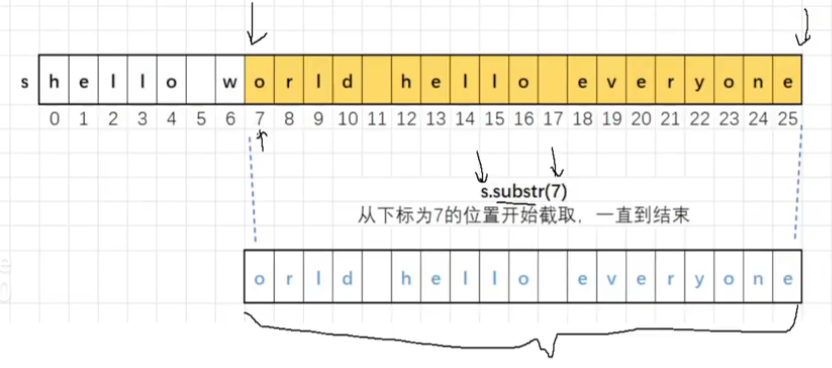 s h e l l o   w o r l d   h e l l o   e v e r y o n e
0 1 2 3 4 5 6 7 8 9 10 11 12 13 14 15 16 17 18 19 20 21 22 23 24 25
s.substr(7)
从下标为7的位置开始截取，一直到结束
o r l d   h e l l o   e v e r y o n e